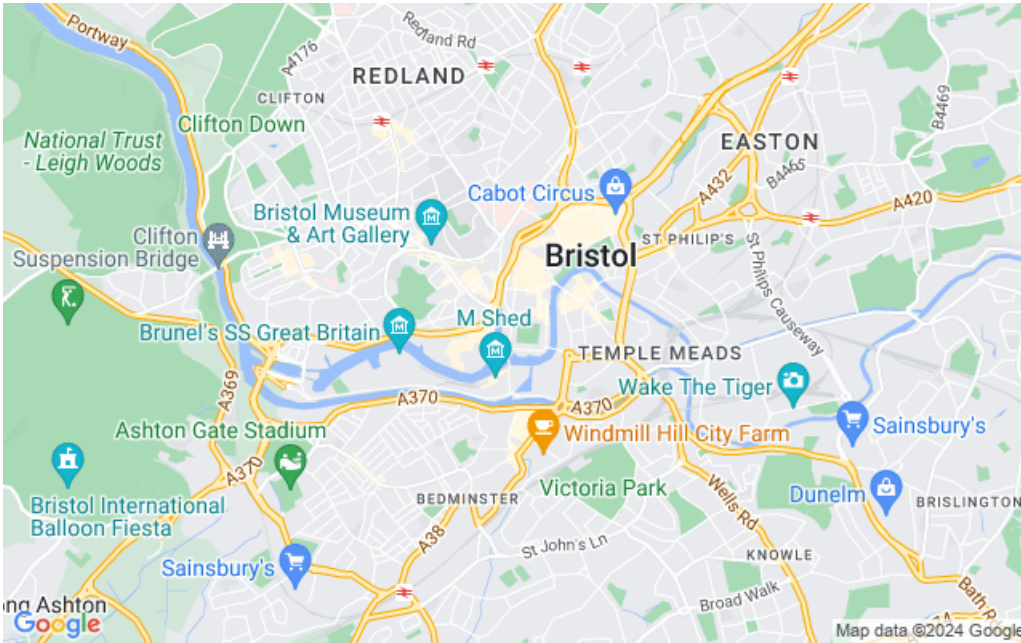 Portway
A4176
Redland Rd
REDLAND
CLIFTON
B4469
National Trust
- Leigh Woods
Clifton Down
EASTON
B4465
Cabot Circus
A432
A420
Bristol Museum
& Art Gallery
Clifton
Suspension Bridge
ST PHILIP'S
Bristol
St Philips Causeway
M Shed
Brunel's SS Great Britain
TEMPLE MEADS
A369
A370
A370
Wake The Tiger
Ashton Gate Stadium
Windmill Hill City Farm
Sainsbury's
A370
Bristol International
Balloon Fiesta
BEDMINSTER
Victoria Park
Wells Rd
Dunelm
BRISLINGTON
A38
St John's Ln
KNOWLE
Sainsbury's
Broad Walk
Bath R
ong Ashton
Google
Map data ©2024 Google